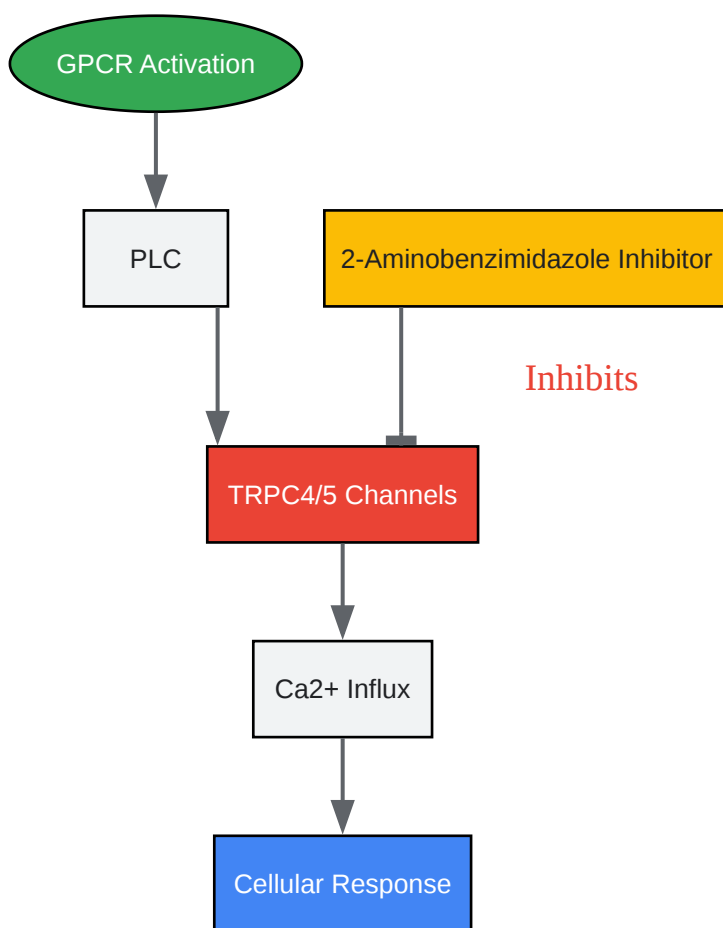 GPCR Activation
PLC
2-Aminobenzimidazole Inhibitor
Inhibits
TRPC4/5 Channels
Ca2+ Influx
Cellular Response